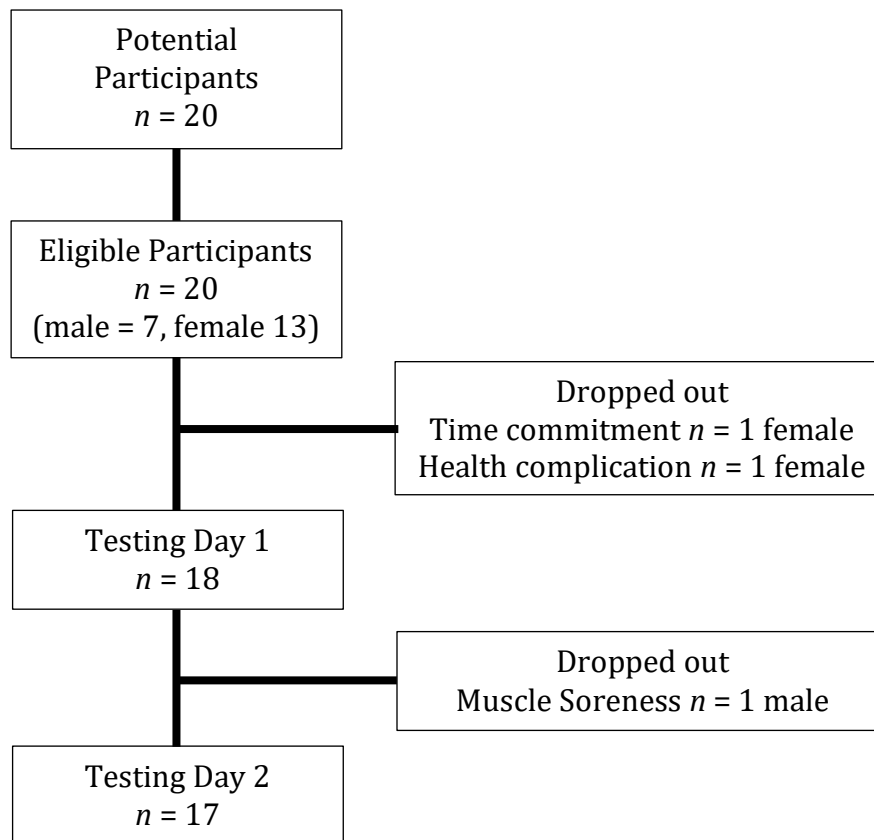 Potential
Participants
n = 20
Eligible Participants
n = 20
(male = 7, female 13)
Dropped out
Time commitment n = 1 female
Health complication n = 1 female
Testing Day 1
n = 18
Dropped out
Muscle Soreness n = 1 male
Testing Day 2
n = 17